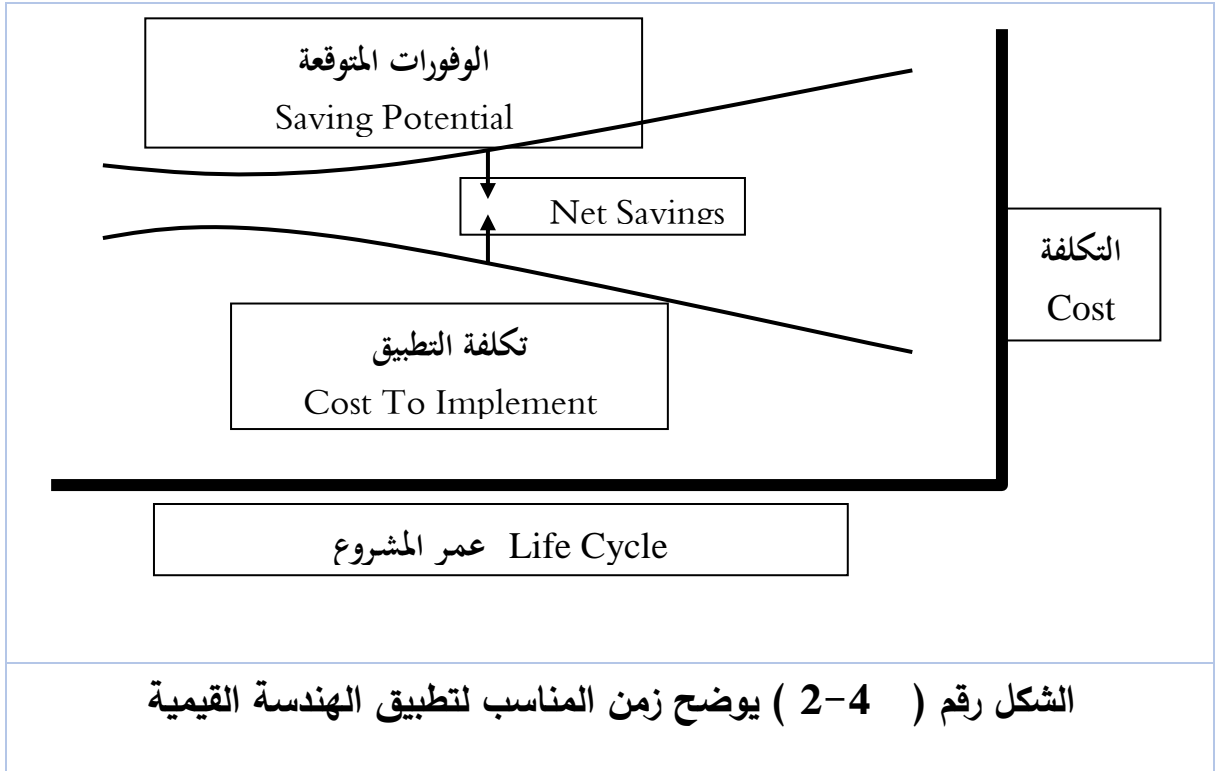 الوفورات المتوقعة
Saving Potential
Net Savings
التكلفة
Cost
تكلفة التطبيق
Cost To Implement
عمر المشروع Life Cycle
الشكل رقم ( 4-2 ) يوضح زمن المناسب لتطبيق الهندسة القيمية